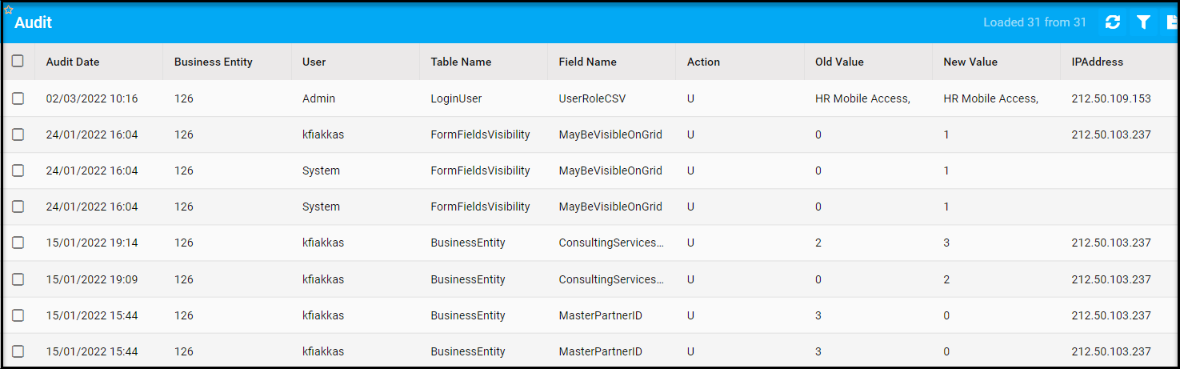 Audit Loaded 31 from 31
Audit Date Business Entity User Table Name Field Name Action Old Value New Value IPAddress
02/03/2022 10:16 126 Admin LoginUser UserRoleCSV U HR Mobile Access, HR Mobile Access, 212.50.109.153
24/01/2022 16:04 126 kfiakkas FormFieldsVisibility MayBeVisibleOnGrid U 0 1 212.50.103.237
24/01/2022 16:04 126 System FormFieldsVisibility MayBeVisibleOnGrid U 0 1
24/01/2022 16:04 126 System FormFieldsVisibility MayBeVisibleOnGrid U 0 1
15/01/2022 19:14 126 kfiakkas BusinessEntity ConsultingServices... U 2 3 212.50.103.237
15/01/2022 19:09 126 kfiakkas BusinessEntity ConsultingServices... U 0 2 212.50.103.237
15/01/2022 15:44 126 kfiakkas BusinessEntity MasterPartnerID U 3 0 212.50.103.237
15/01/2022 15:44 126 kfiakkas BusinessEntity MasterPartnerID U 3 0 212.50.103.237